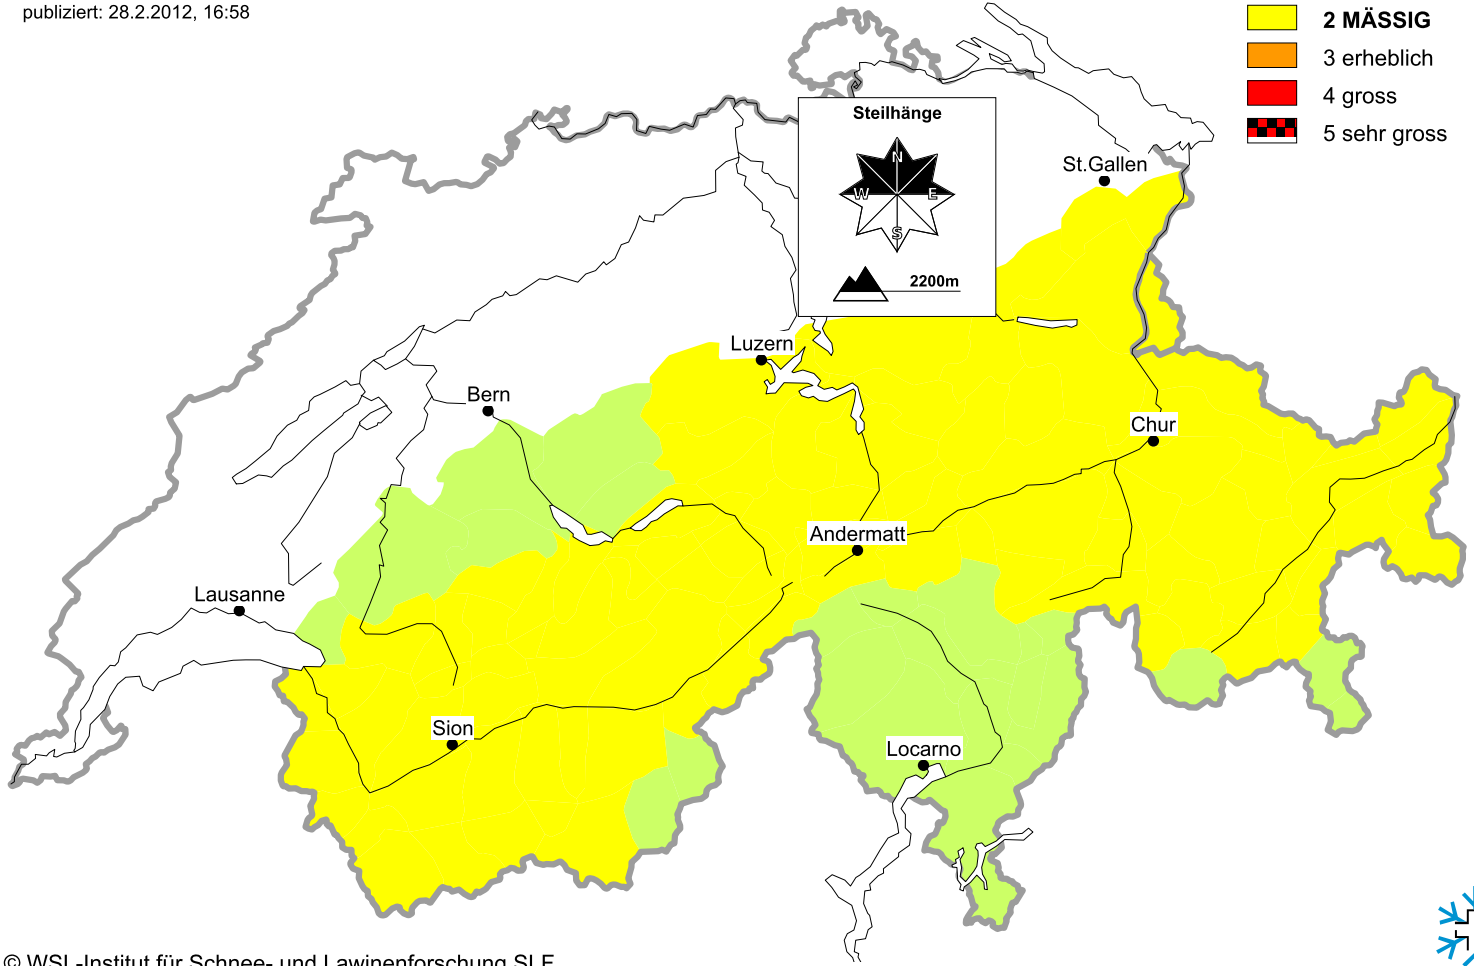 publiziert: 28.2.2012, 16:58
2 MÄSSIG
3 erheblich
4 gross
5 sehr gross
Steilhänge
N
W E
S
2200m
St.Gallen
Luzern
Bern
Chur
Andermatt
Lausanne
Sion
Locarno
© WSL-Institut für Schnee- und Lawinenforschung SLF